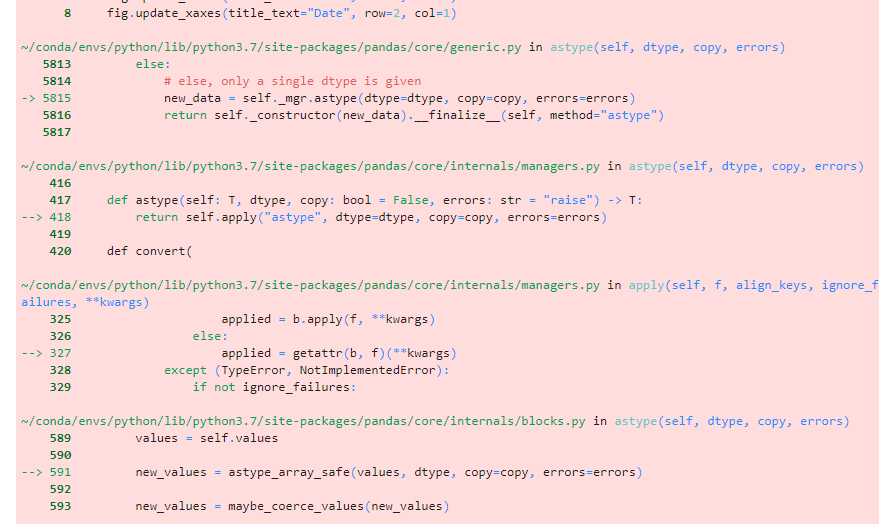 8     fig.update_xaxes(title_text="Date", row=2, col=1)
~/conda/envs/python/lib/python3.7/site-packages/pandas/core/generic.py in astype(self, dtype, copy, errors)
5813         else:
5814             # else, only a single dtype is given
-> 5815             new_data = self._mgr.astype(dtype=dtype, copy=copy, errors=errors)
5816             return self._constructor(new_data).__finalize__(self, method="astype")
5817
~/conda/envs/python/lib/python3.7/site-packages/pandas/core/internals/managers.py in astype(self, dtype, copy, errors)
416
417     def astype(self: T, dtype, copy: bool = False, errors: str = "raise") -> T:
--> 418         return self.apply("astype", dtype=dtype, copy=copy, errors=errors)
419
420     def convert(
~/conda/envs/python/lib/python3.7/site-packages/pandas/core/internals/managers.py in apply(self, f, align_keys, ignore_f
ailures, **kwargs)
325                     applied = b.apply(f, **kwargs)
326                 else:
--> 327                     applied = getattr(b, f)(**kwargs)
328             except (TypeError, NotImplementedError):
329                 if not ignore_failures:
~/conda/envs/python/lib/python3.7/site-packages/pandas/core/internals/blocks.py in astype(self, dtype, copy, errors)
589         values = self.values
590
--> 591         new_values = astype_array_safe(values, dtype, copy=copy, errors=errors)
592
593         new_values = maybe_coerce_values(new_values)